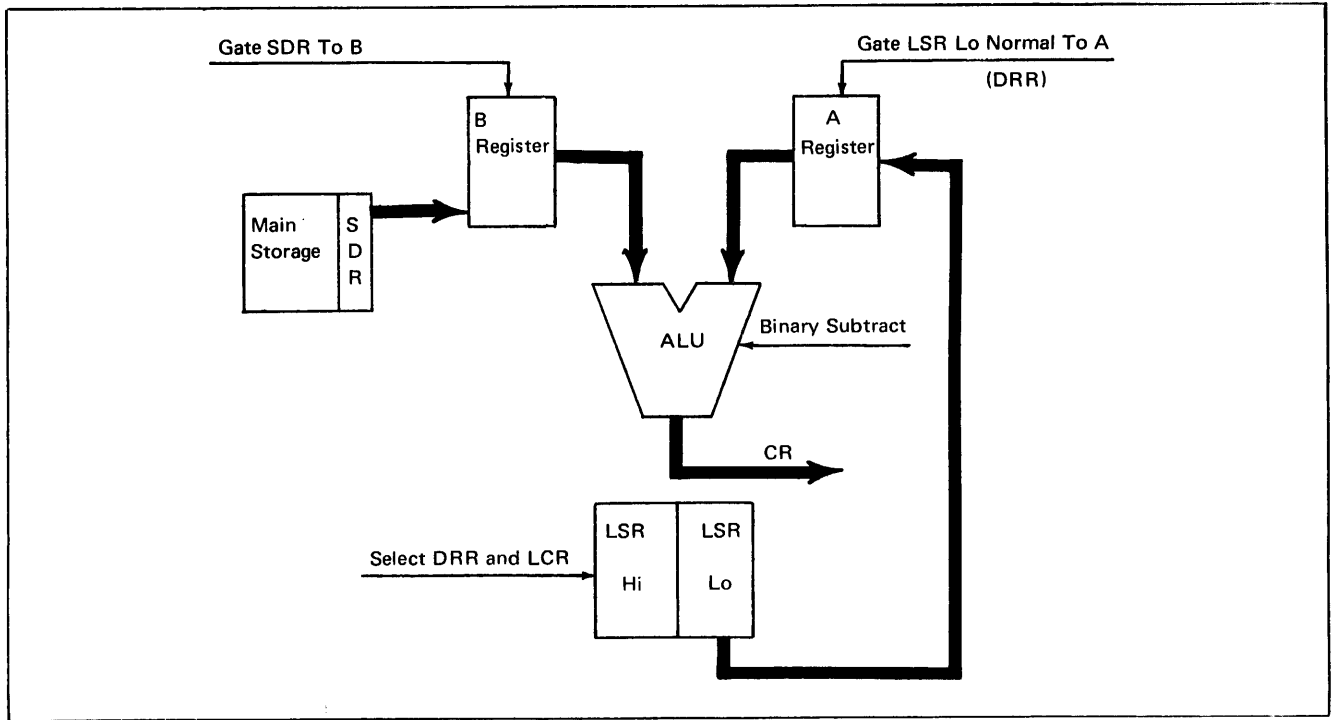 Gate SDR To B
Gate LSR Lo Normal To A
(DRR)
B
Register
A
Register
Main
Storage
S
D
R
ALU
Binary Subtract
CR
Select DRR and LCR
LSR
Hi
LSR
Lo